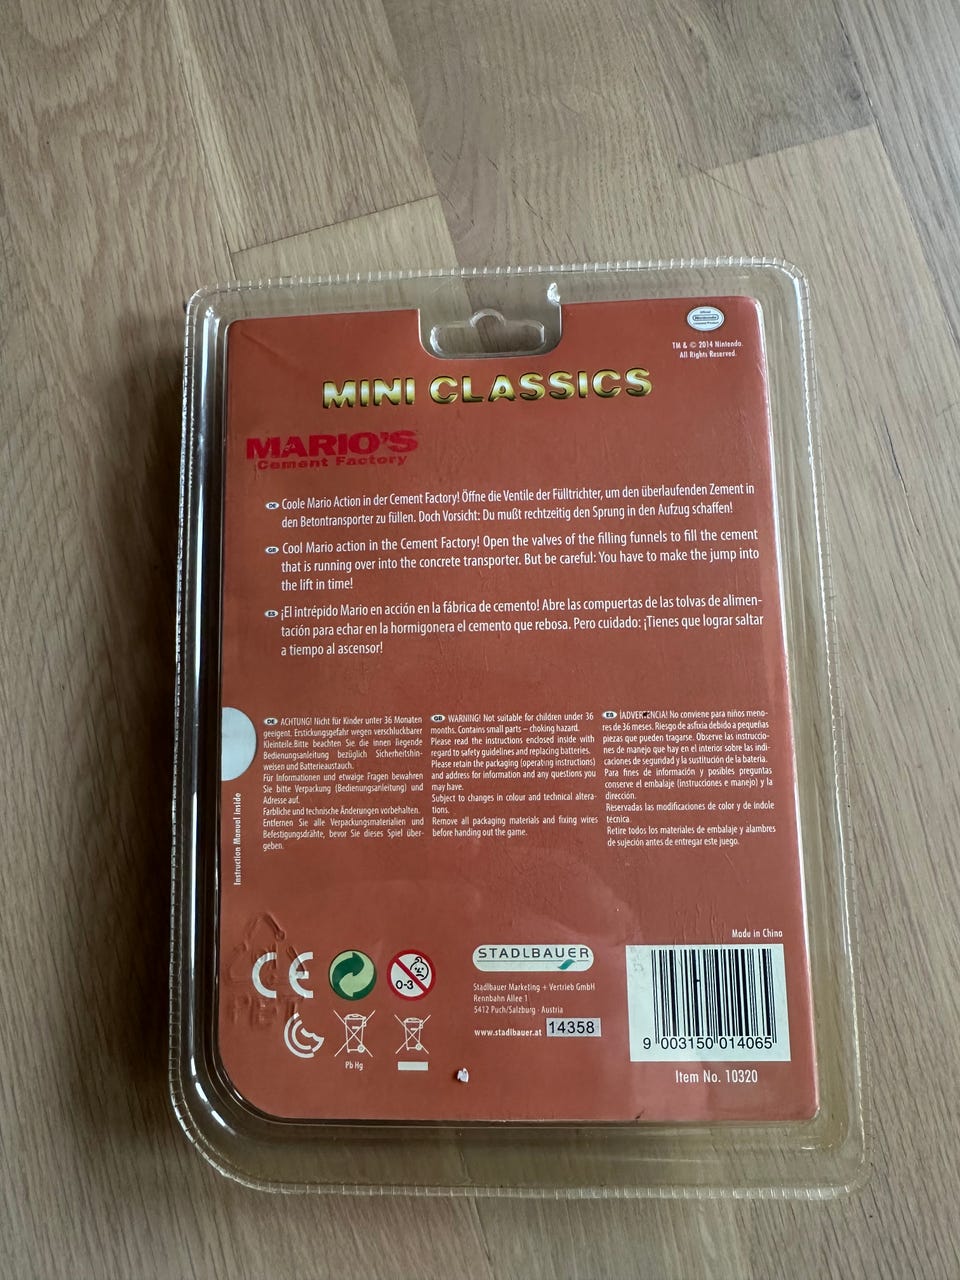 Official
Nintendo
Licensed Product
TM & © 2014 Nintendo.
All Rights Reserved.
MINI CLASSICS
MARIO'S
Cement Factory
DE Coole Mario Action in der Cement Factory! Öffne die Ventile der Fülltrichter, um den überlaufenden Zement in
den Betontransporter zu füllen. Doch Vorsicht: Du mußt rechtzeitig den Sprung in den Aufzug schaffen!
GB Cool Mario action in the Cement Factory! Open the valves of the filling funnels to fill the cement
that is running over into the concrete transporter. But be careful: You have to make the jump into
the lift in time!
ES ¡El intrépido Mario en acción en la fábrica de cemento! Abre las compuertas de las tolvas de alimen-
tación para echar en la hormigonera el cemento que rebosa. Pero cuidado: ¡Tienes que lograr saltar
a tiempo al ascensor!
DE ACHTUNG! Nicht für Kinder unter 36 Monaten
geeignet. Erstickungsgefahr wegen verschluckbarer
Kleinteile.Bitte beachten Sie die innen liegende
Bedienungsanleitung bezüglich Sicherheitshin-
weisen und Batterieaustausch.
Für Informationen und etwaige Fragen bewahren
Sie bitte Verpackung (Bedienungsanleitung) und
Adresse auf.
Farbliche und technische Änderungen vorbehalten.
Entfernen Sie alle Verpackungsmaterialien und
Befestigungsdrähte, bevor Sie dieses Spiel über-
geben.
GB WARNING! Not suitable for children under 36
months. Contains small parts – choking hazard.
Please read the instructions enclosed inside with
regard to safety guidelines and replacing batteries.
Please retain the packaging (operating instructions)
and address for information and any questions you
may have.
Subject to changes in colour and technical altera-
tions.
Remove all packaging materials and fixing wires
before handing out the game.
ES ¡ADVERTENCIA! No conviene para niños meno-
res de 36 meses. Riesgo de asfixia debido a pequeñas
piezas que pueden tragarse. Observe las instruccio-
nes de manejo que hay en el interior sobre las indi-
caciones de seguridad y la sustitución de la batería.
Para fines de información y posibles preguntas
conserve el embalaje (instrucciones e manejo) y la
dirección.
Reservadas las modificaciones de color y de índole
técnica.
Retire todos los materiales de embalaje y alambres
de sujeción antes de entregar este juego.
Instruction Manual Inside
PET
CE
0-3
Pb Hg
STADLBAUER
Stadlbauer Marketing + Vertrieb GmbH
Rennbahn Allee 1
5412 Puch/Salzburg · Austria
www.stadlbauer.at 14358
Made in China
9 003150 014065
Item No. 10320